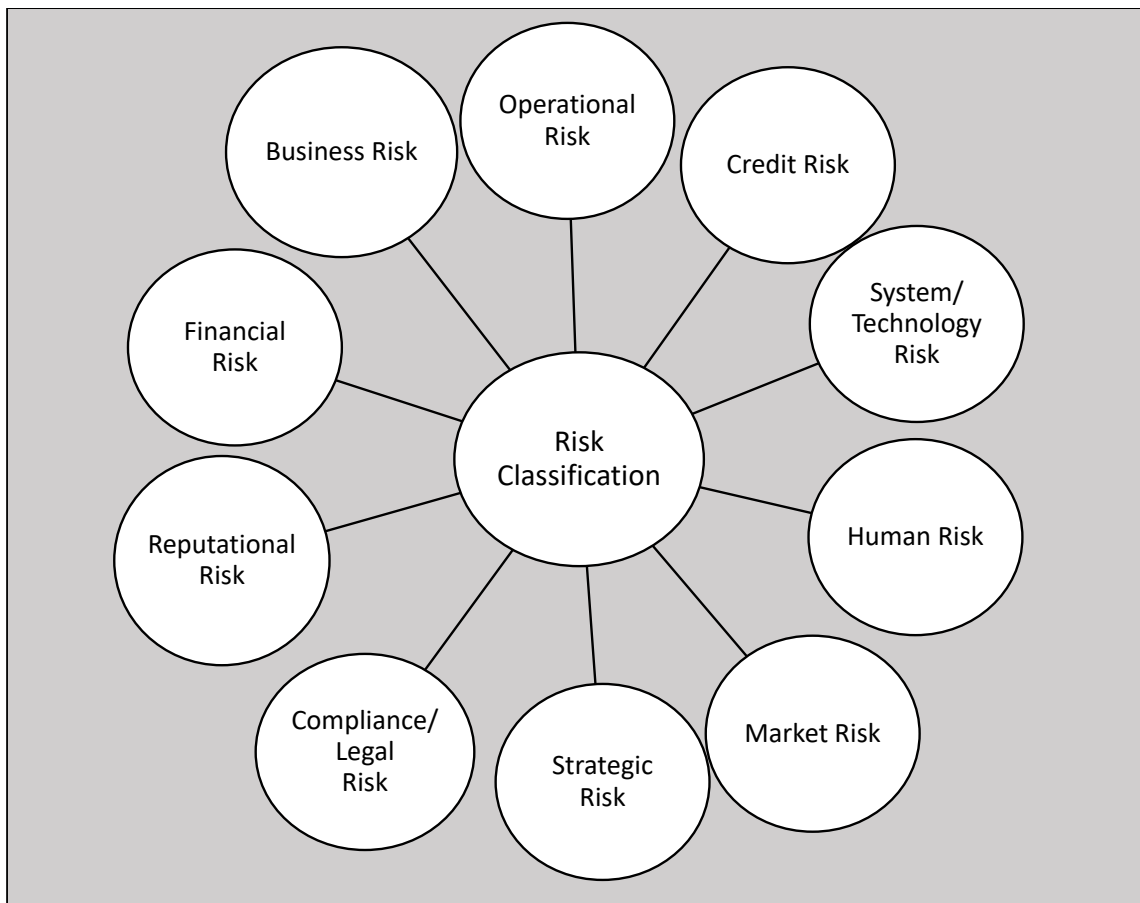 Operational
Risk
Business Risk
Credit Risk
System/
Technology
Risk
Financial
Risk
Risk
Classification
Human Risk
Reputational
Risk
Compliance/
Legal
Risk
Strategic
Risk
Market Risk